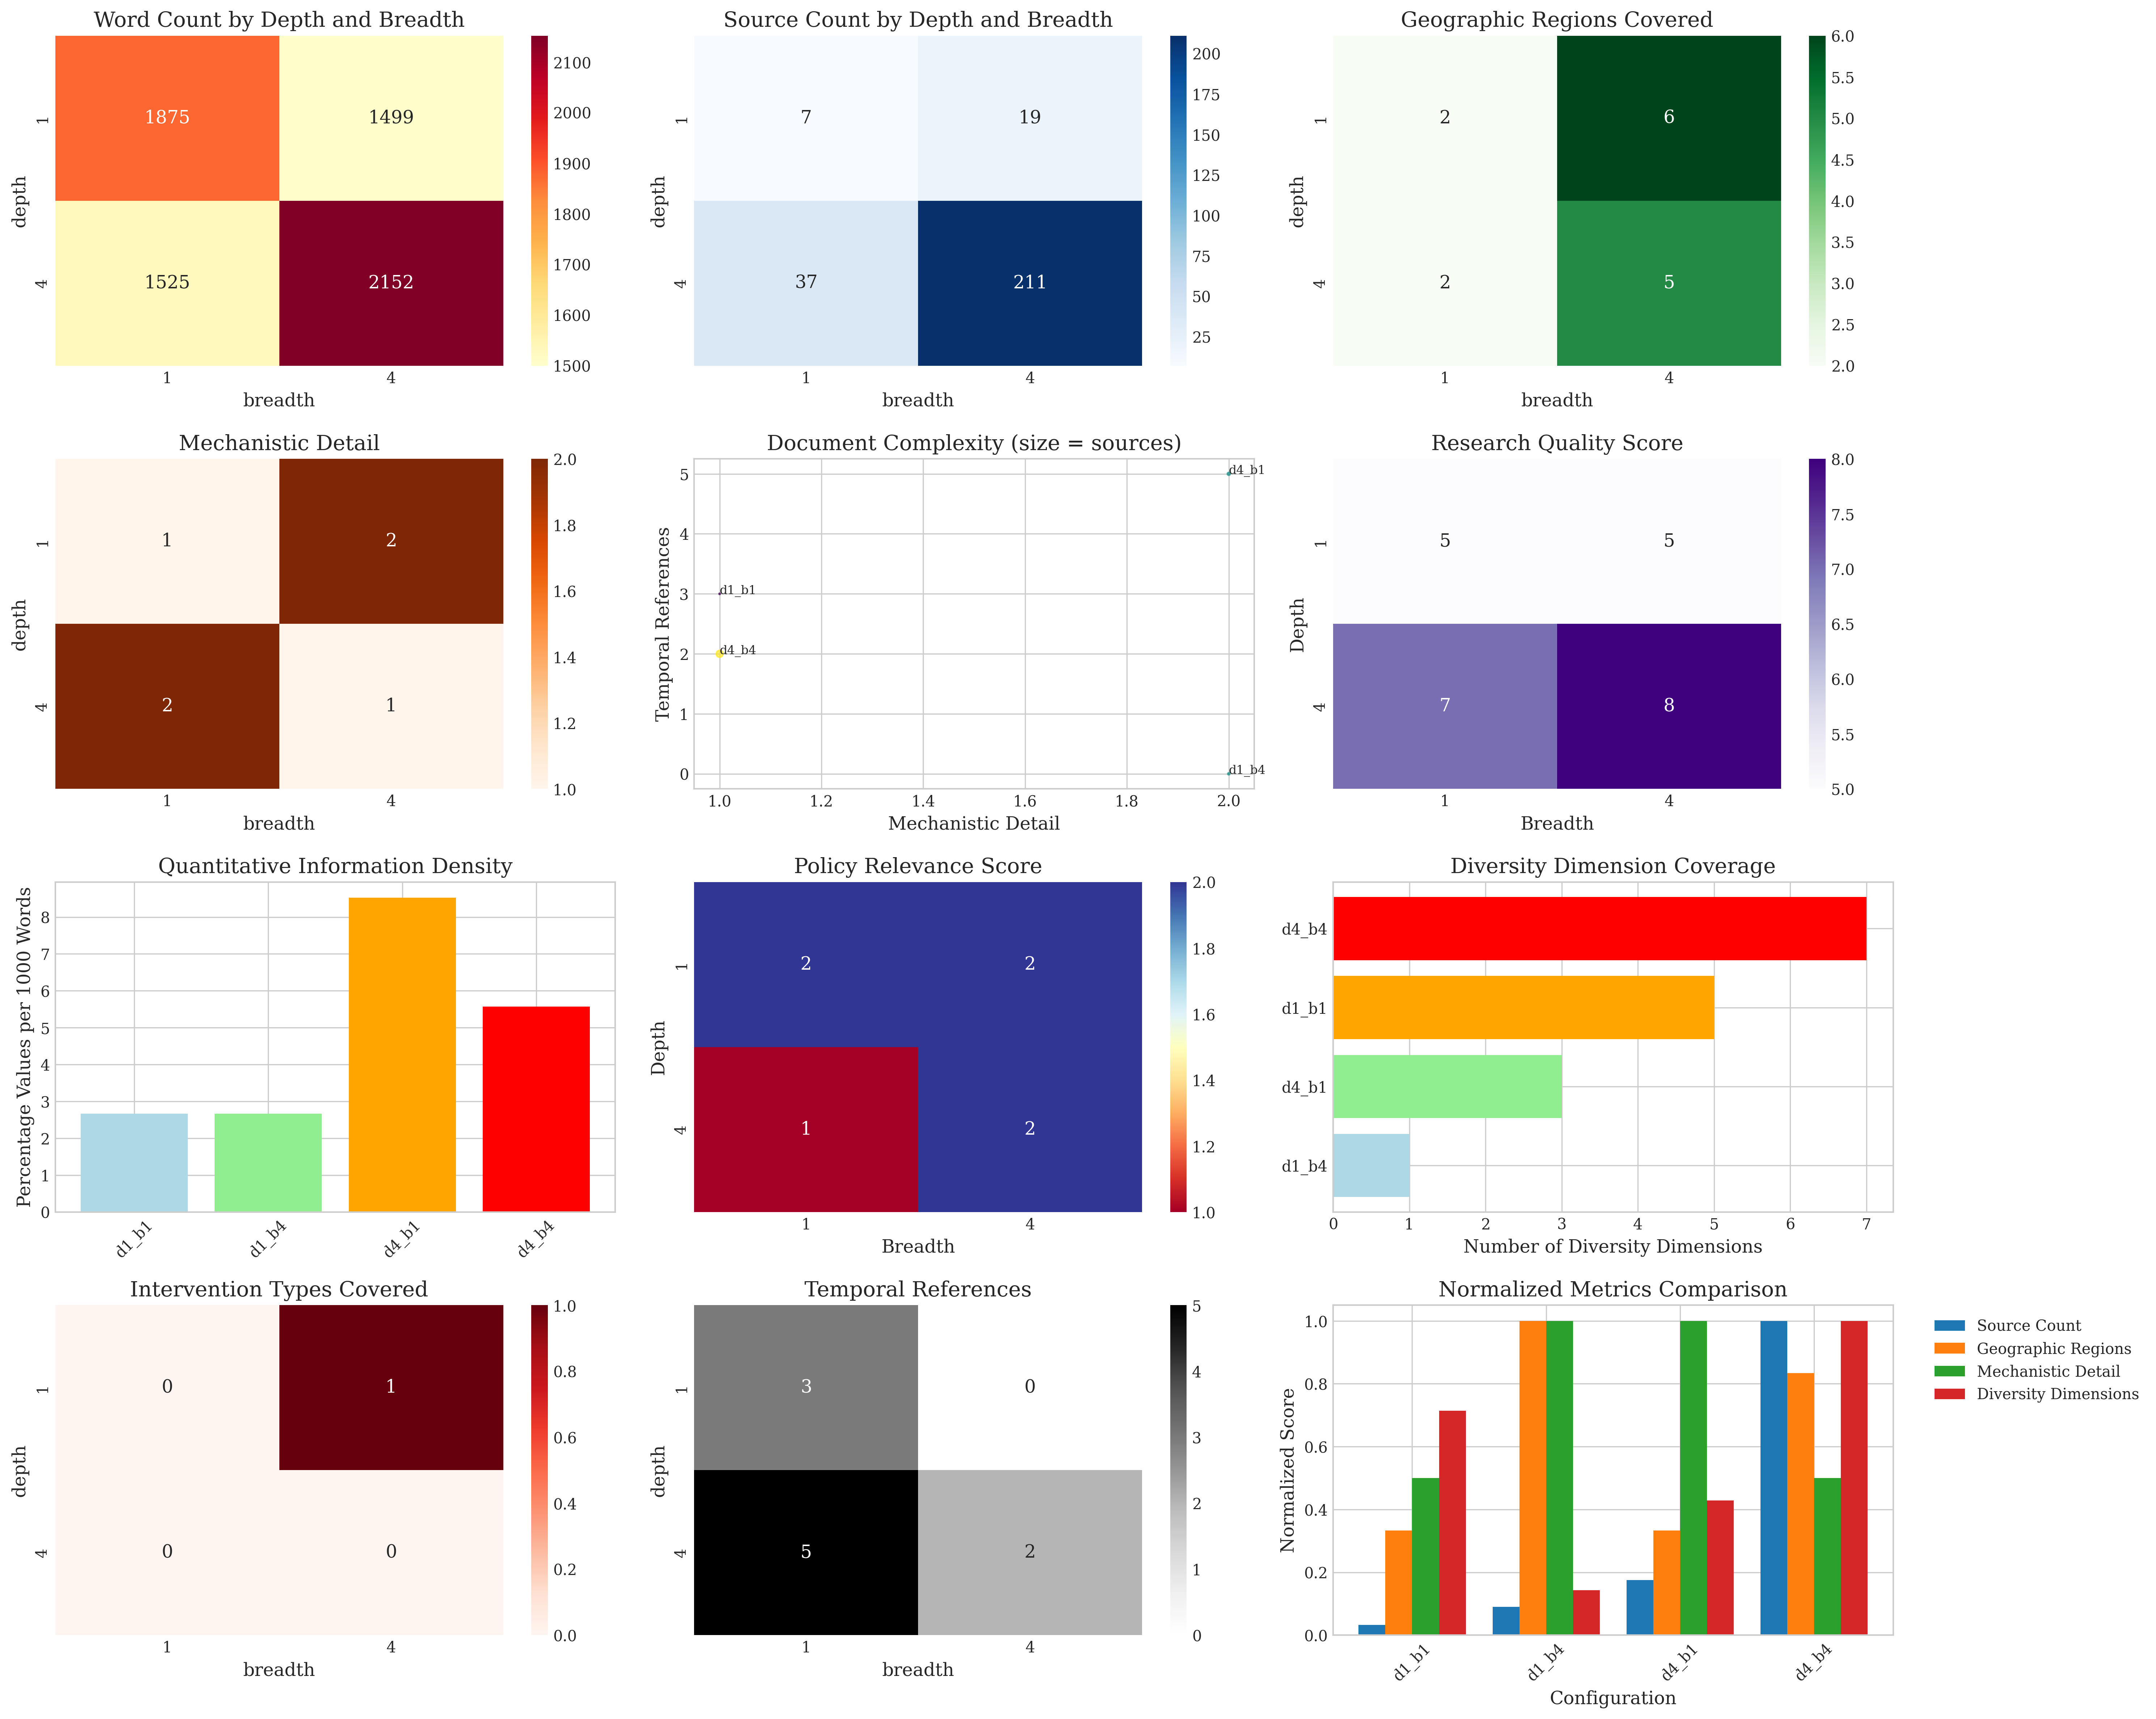 Word Count by Depth and Breadth
1875 1499
1525 2152
1
4
depth
1 4
breadth
2100
2000
1900
1800
1700
1600
1500
Source Count by Depth and Breadth
7 19
37 211
1
4
depth
1 4
breadth
200
175
150
125
100
75
50
25
Geographic Regions Covered
2 6
2 5
1
4
depth
1 4
breadth
6.0
5.5
5.0
4.5
4.0
3.5
3.0
2.5
2.0
Mechanistic Detail
1 2
2 1
1
4
depth
1 4
breadth
2.0
1.8
1.6
1.4
1.2
1.0
Document Complexity (size = sources)
Temporal References
5
4
3
2
1
0
d4_b1
d1_b1
d4_b4
d1_b4
1.0 1.2 1.4 1.6 1.8 2.0
Mechanistic Detail
Research Quality Score
5 5
7 8
1
4
Depth
1 4
Breadth
8.0
7.5
7.0
6.5
6.0
5.5
5.0
Quantitative Information Density
Percentage Values per 1000 Words
8
7
6
5
4
3
2
1
0
d1_b1 d1_b4 d4_b1 d4_b4
Policy Relevance Score
2 2
1 2
1
4
Depth
1 4
Breadth
2.0
1.8
1.6
1.4
1.2
1.0
Diversity Dimension Coverage
d4_b4
d1_b1
d4_b1
d1_b4
0 1 2 3 4 5 6 7
Number of Diversity Dimensions
Intervention Types Covered
0 1
0 0
1
4
depth
1 4
breadth
1.0
0.8
0.6
0.4
0.2
0.0
Temporal References
3 0
5 2
1
4
depth
1 4
breadth
5
4
3
2
1
0
Normalized Metrics Comparison
Normalized Score
1.0
0.8
0.6
0.4
0.2
0.0
d1_b1 d1_b4 d4_b1 d4_b4
Configuration
Source Count
Geographic Regions
Mechanistic Detail
Diversity Dimensions